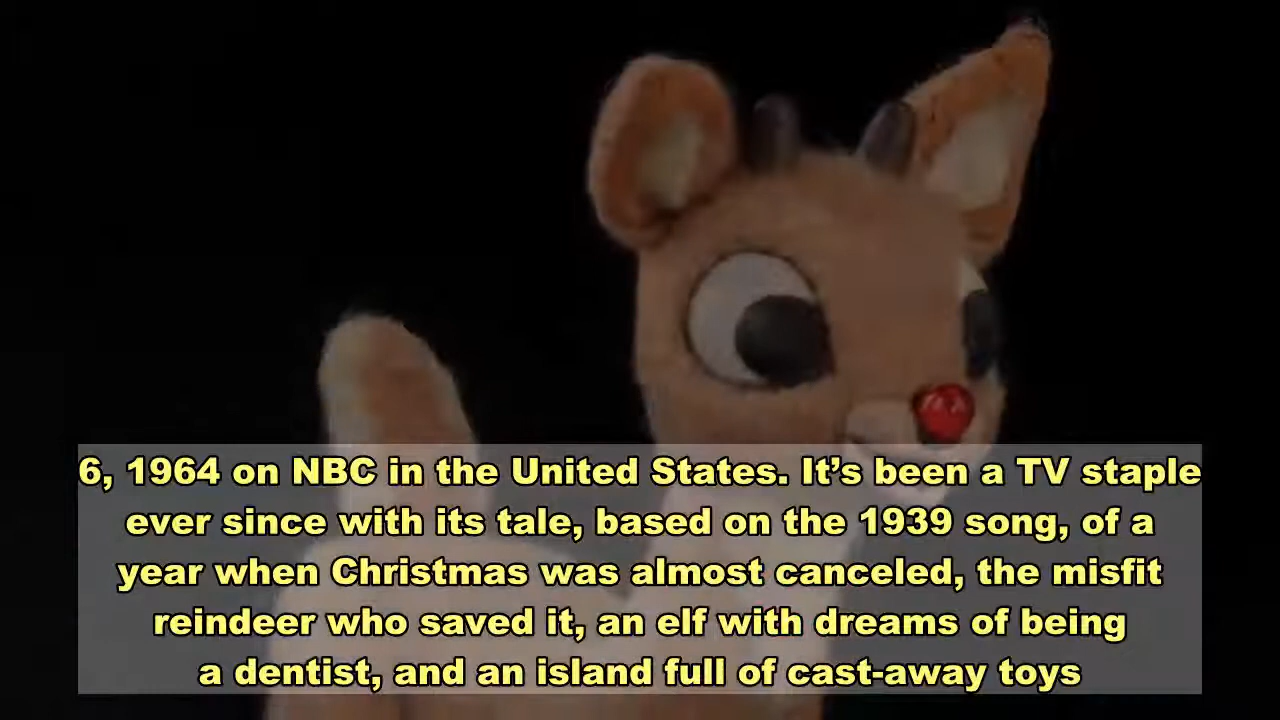 6, 1964 on NBC in the United States. It’s been a TV staple
ever since with its tale, based on the 1939 song, of a
year when Christmas was almost canceled, the misfit
reindeer who saved it, an elf with dreams of being
a dentist, and an island full of cast-away toys